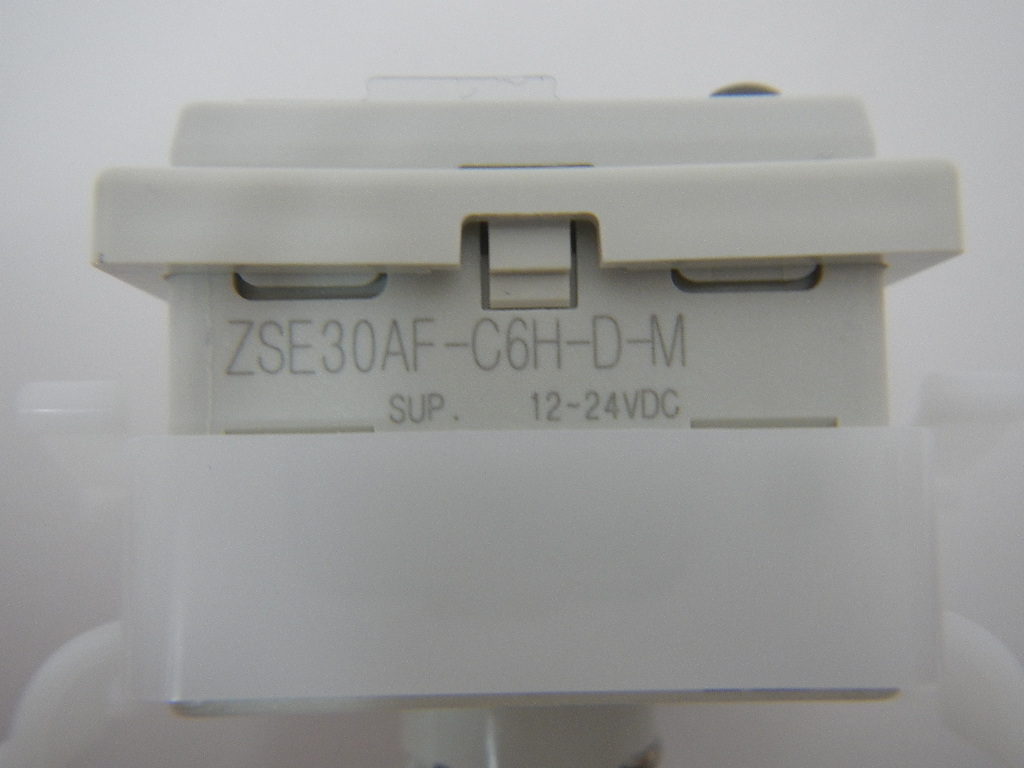 ZSE30AF-C6H-D-M
SUP. 12-24VDC